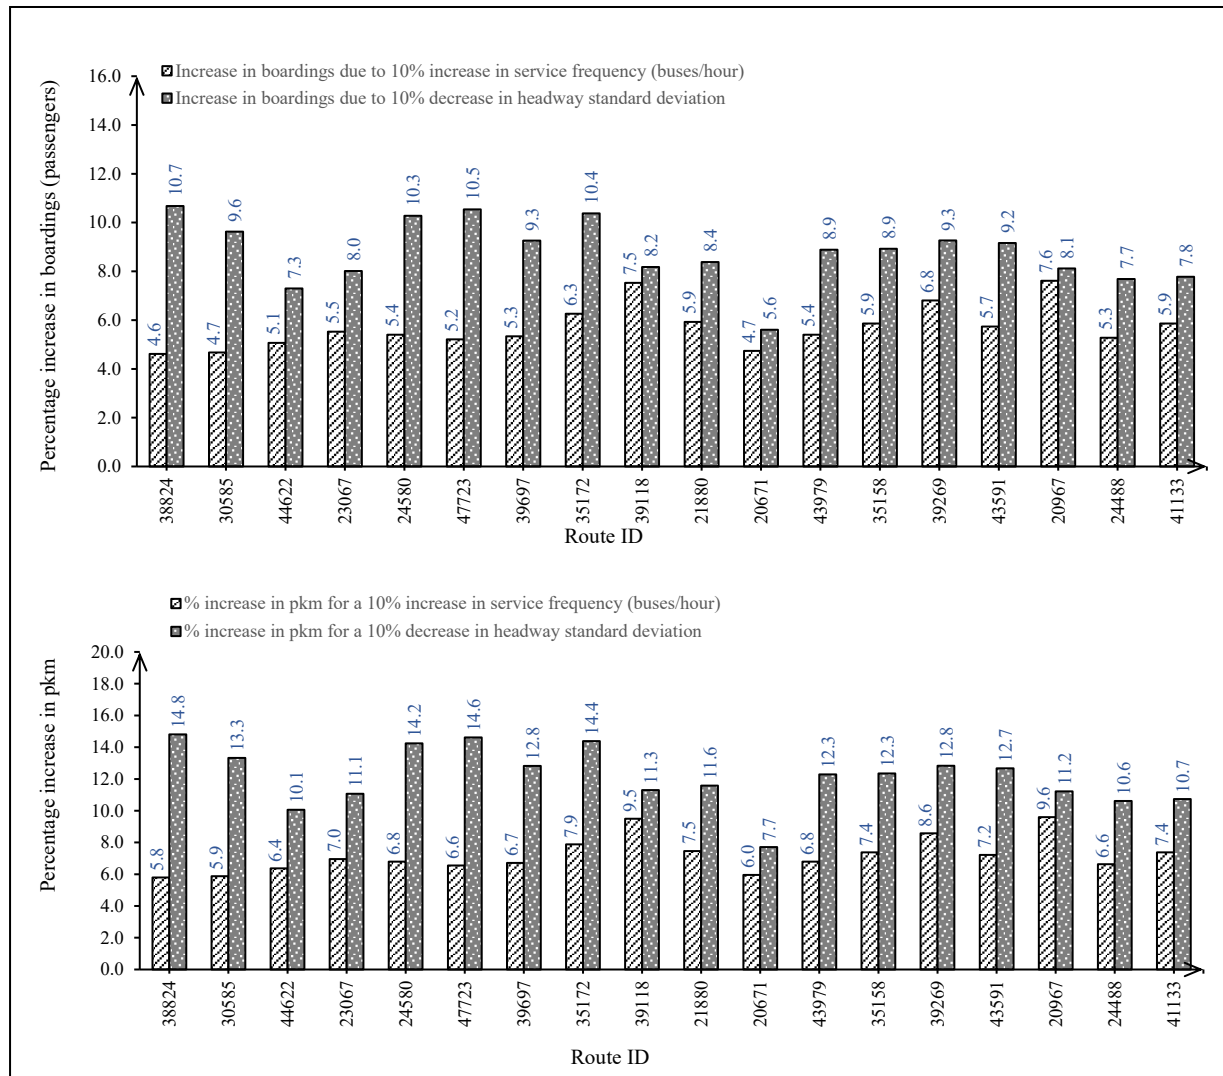 Increase in boardings due to 10% increase in service frequency (buses/hour)
Increase in boardings due to 10% decrease in headway standard deviation
Percentage increase in boardings (passengers)
16.0
14.0
12.0
10.0
8.0
6.0
4.0
2.0
0.0
4.6 10.7 4.7 9.6 5.1 7.3 5.5 8.0 5.4 10.3 5.2 10.5 5.3 9.3 6.3 10.4 7.5 8.2 5.9 8.4 4.7 5.6 5.4 8.9 5.9 8.9 6.8 9.3 5.7 9.2 7.6 8.1 5.3 7.7 5.9 7.8
38824 30585 44622 23067 24580 47723 39697 35172 39118 21880 20671 43979 35158 39269 43591 20967 24488 41133
Route ID
% increase in pkm for a 10% increase in service frequency (buses/hour)
% increase in pkm for a 10% decrease in headway standard deviation
Percentage increase in pkm
20.0
18.0
16.0
14.0
12.0
10.0
8.0
6.0
4.0
2.0
0.0
5.8 14.8 5.9 13.3 6.4 10.1 7.0 11.1 6.8 14.2 6.6 14.6 6.7 12.8 7.9 14.4 9.5 11.3 7.5 11.6 6.0 7.7 6.8 12.3 7.4 12.3 8.6 12.8 7.2 12.7 9.6 11.2 6.6 10.6 7.4 10.7
38824 30585 44622 23067 24580 47723 39697 35172 39118 21880 20671 43979 35158 39269 43591 20967 24488 41133
Route ID